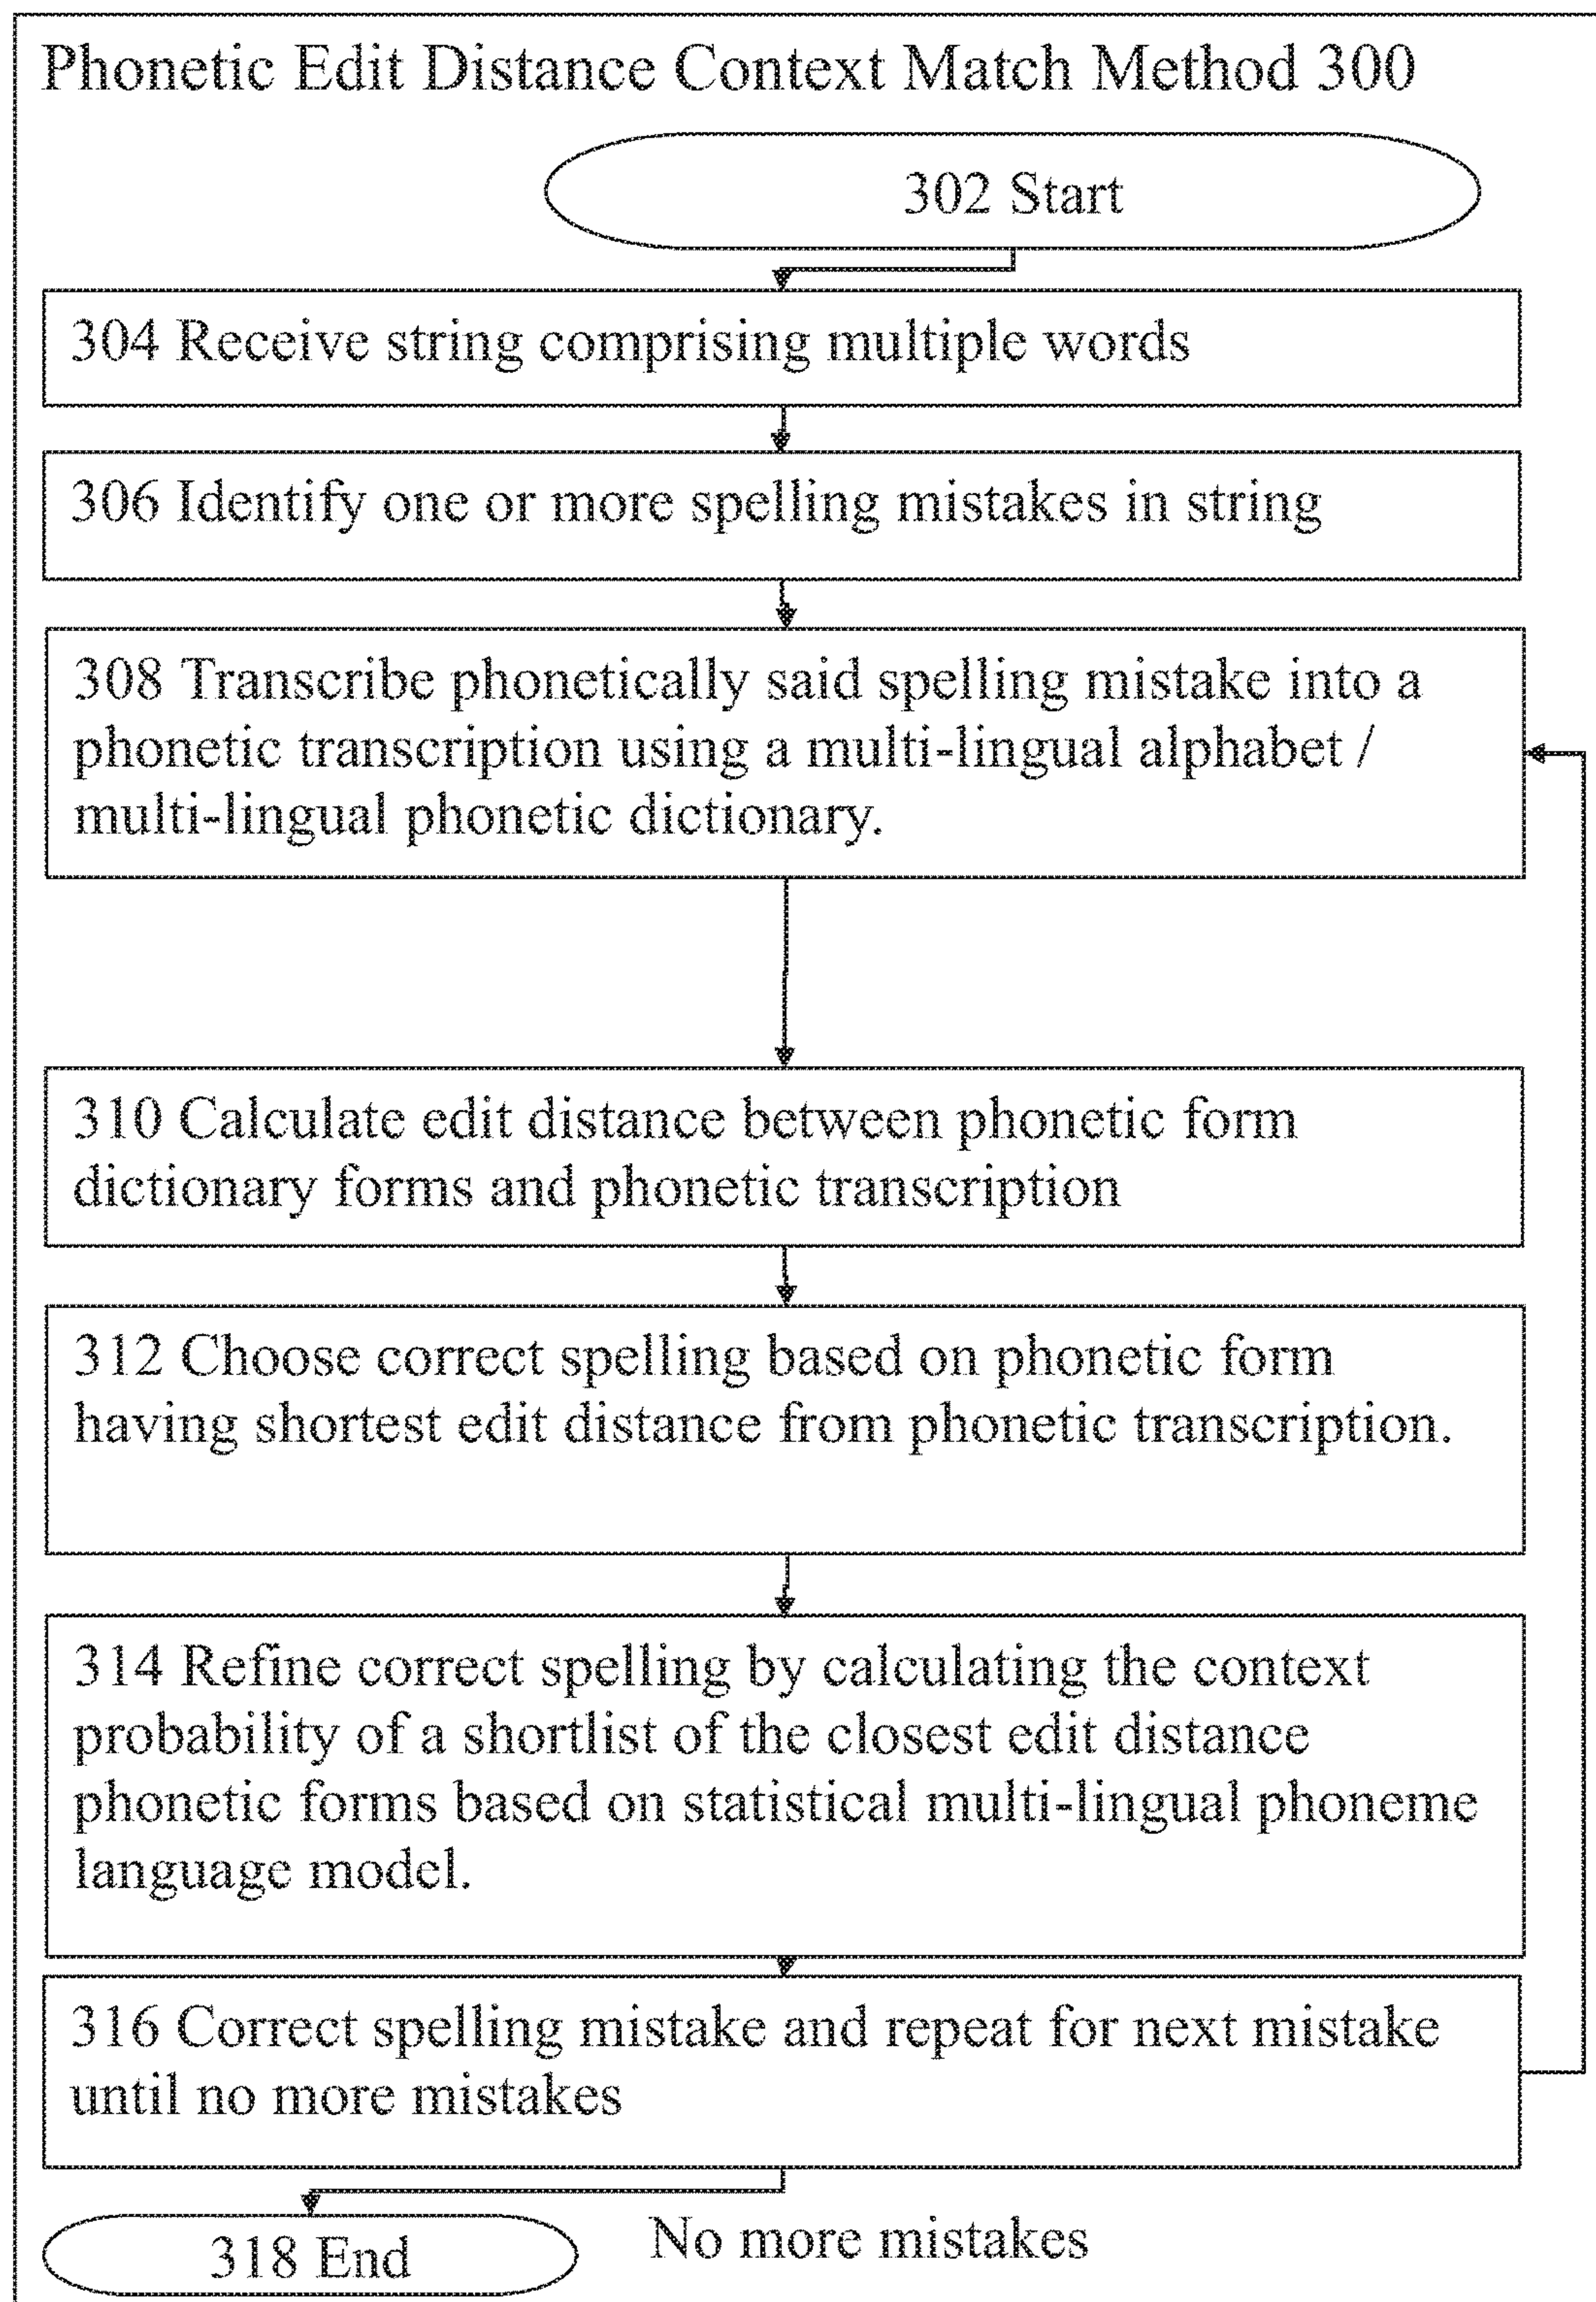 Phonetic Edit Distance Context Match Method 300
302 Start
304 Receive string comprising multiple words
306 Identify one or more spelling mistakes in string
308 Transcribe phonetically said spelling mistake into a
phonetic transcription using a multi-lingual alphabet /
multi-lingual phonetic dictionary.
310 Calculate edit distance between phonetic form
dictionary forms and phonetic transcription
312 Choose correct spelling based on phonetic form
having shortest edit distance from phonetic transcription.
314 Refine correct spelling by calculating the context
probability of a shortlist of the closest edit distance
phonetic forms based on statistical multi-lingual phoneme
language model.
316 Correct spelling mistake and repeat for next mistake
until no more mistakes
318 End
No more mistakes